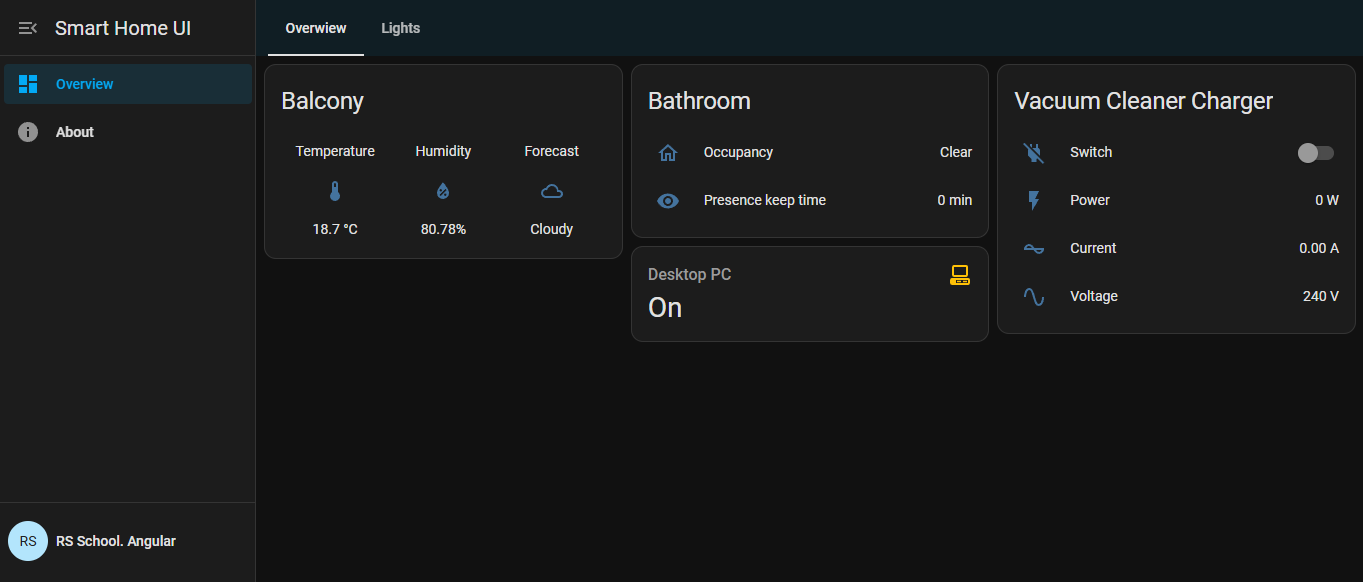 Smart Home UI
Overview
About
RS
RS School. Angular
Overview Lights
Balcony
Temperature Humidity Forecast
18.7 °C 80.78% Cloudy
Bathroom
Occupancy Clear
Presence keep time 0 min
Desktop PC
On
Vacuum Cleaner Charger
Switch
Power 0 W
Current 0.00 A
Voltage 240 V